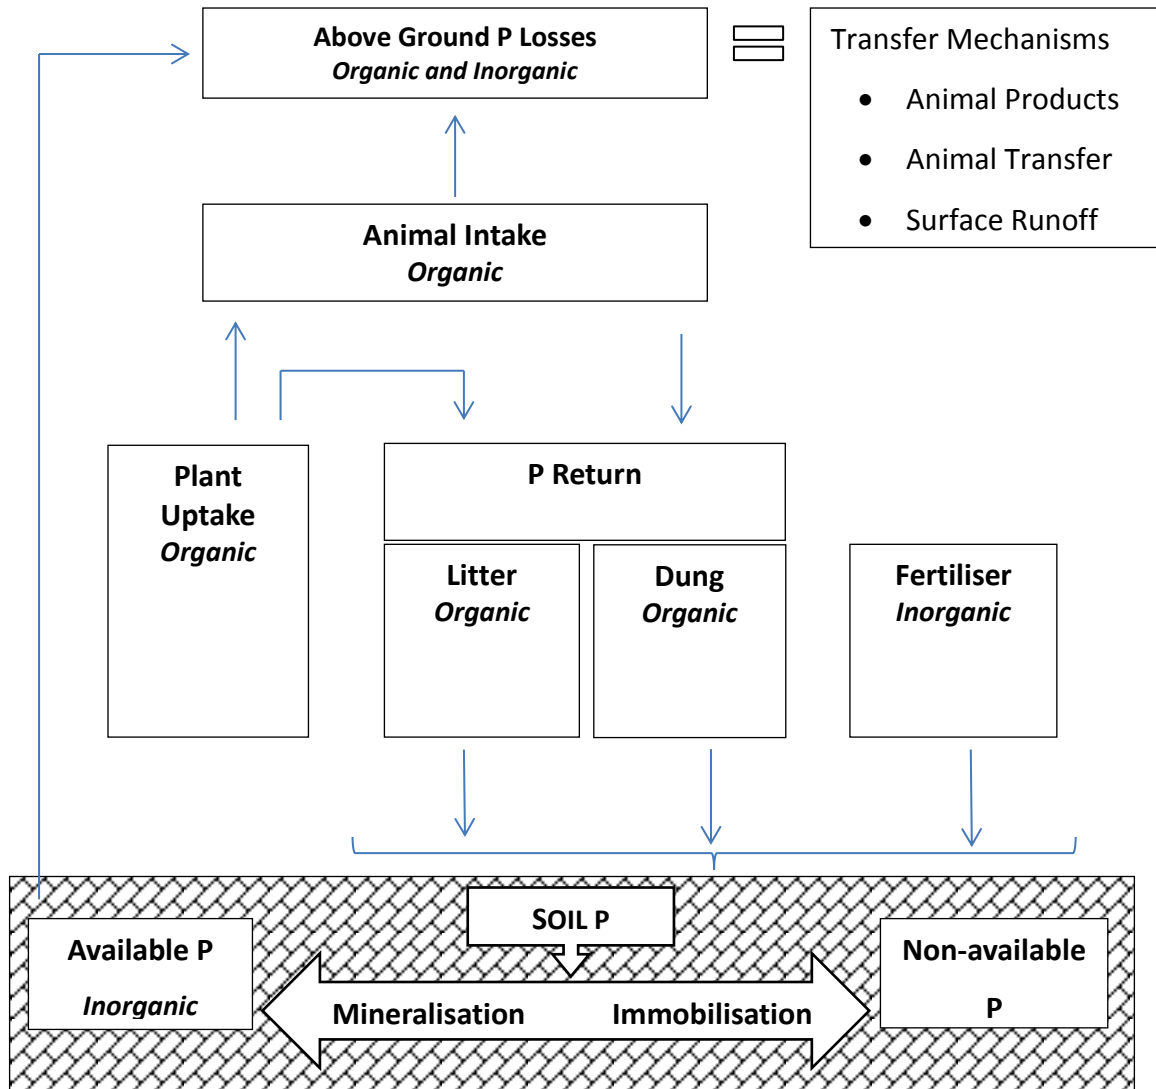 Above Ground P Losses
Organic and Inorganic
Transfer Mechanisms
• Animal Products
• Animal Transfer
• Surface Runoff
Animal Intake
Organic
Plant
Uptake
Organic
P Return
Litter
Organic
Dung
Organic
Fertiliser
Inorganic
SOIL P
Available P
Inorganic
Mineralisation
Immobilisation
Non-available
P